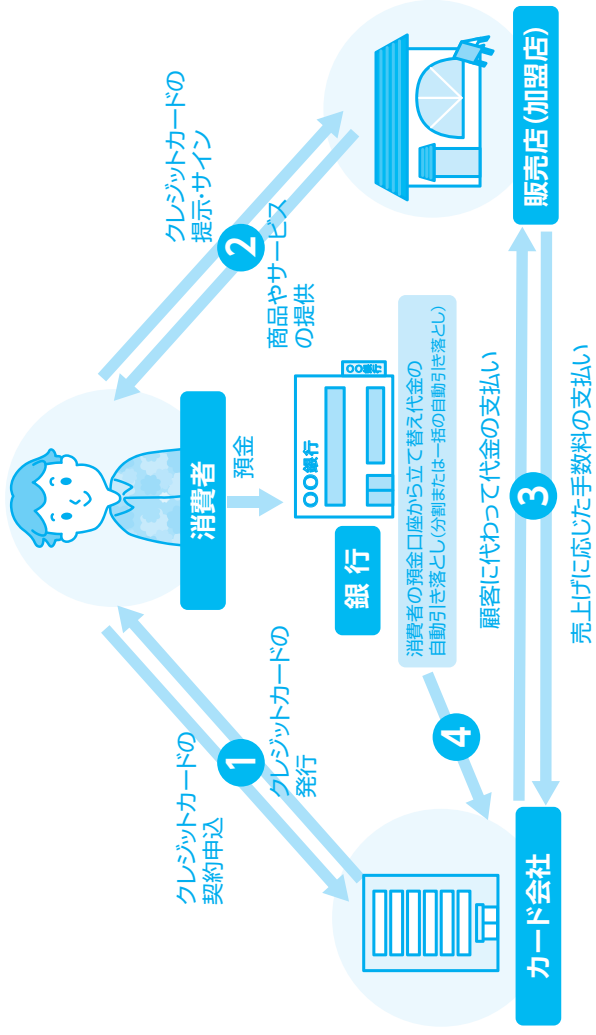 消費者
クレジットカードの
契約申込
1
クレジットカードの
発行
クレジットカードの
提示・サイン
2
商品やサービス
の提供
預金
〇〇銀行
〇〇銀行
銀行
消費者の預金口座から立て替え代金の
自動引き落とし(分割または一括の自動引き落とし)
4
顧客に代わって代金の支払い
3
売上げに応じた手数料の支払い
カード会社
販売店(加盟店)